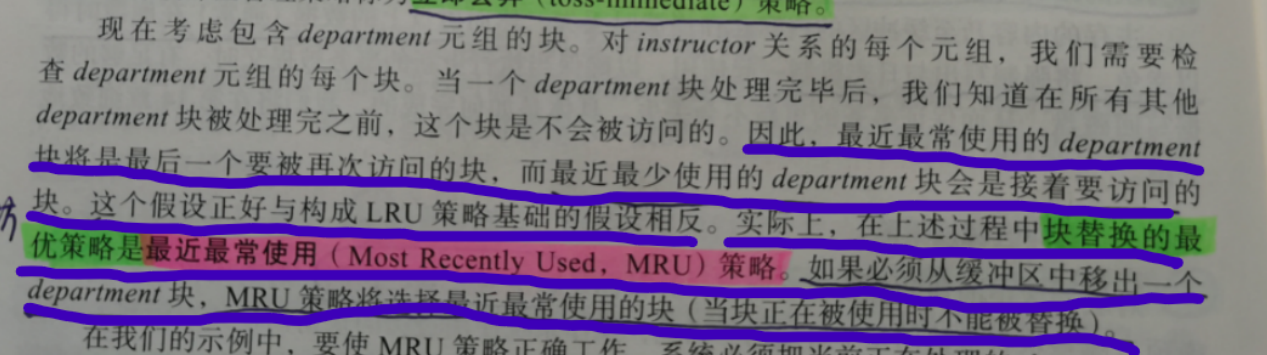 立即丢弃（toss-immediate）策略。
现在考虑包含 department 元组的块。对 instructor 关系的每个元组，我们需要检
查 department 元组的每个块。当一个 department 块处理完毕后，我们知道在所有其他
department 块被处理完之前，这个块是不会被访问的。因此，最近最常使用的 department
块将是最后一个要被再次访问的块，而最近最少使用的 department 块会是接着要访问的
块。这个假设正好与构成 LRU 策略基础的假设相反。实际上，在上述过程中块替换的最
优策略是最近最常使用（Most Recently Used，MRU）策略。如果必须从缓冲区中移出一个
department 块，MRU 策略将选择最近最常使用的块（当块正在被使用时不能被替换）。
在我们的示例中，要使 MRU 策略正确工作，系统必须把当前正在处理的